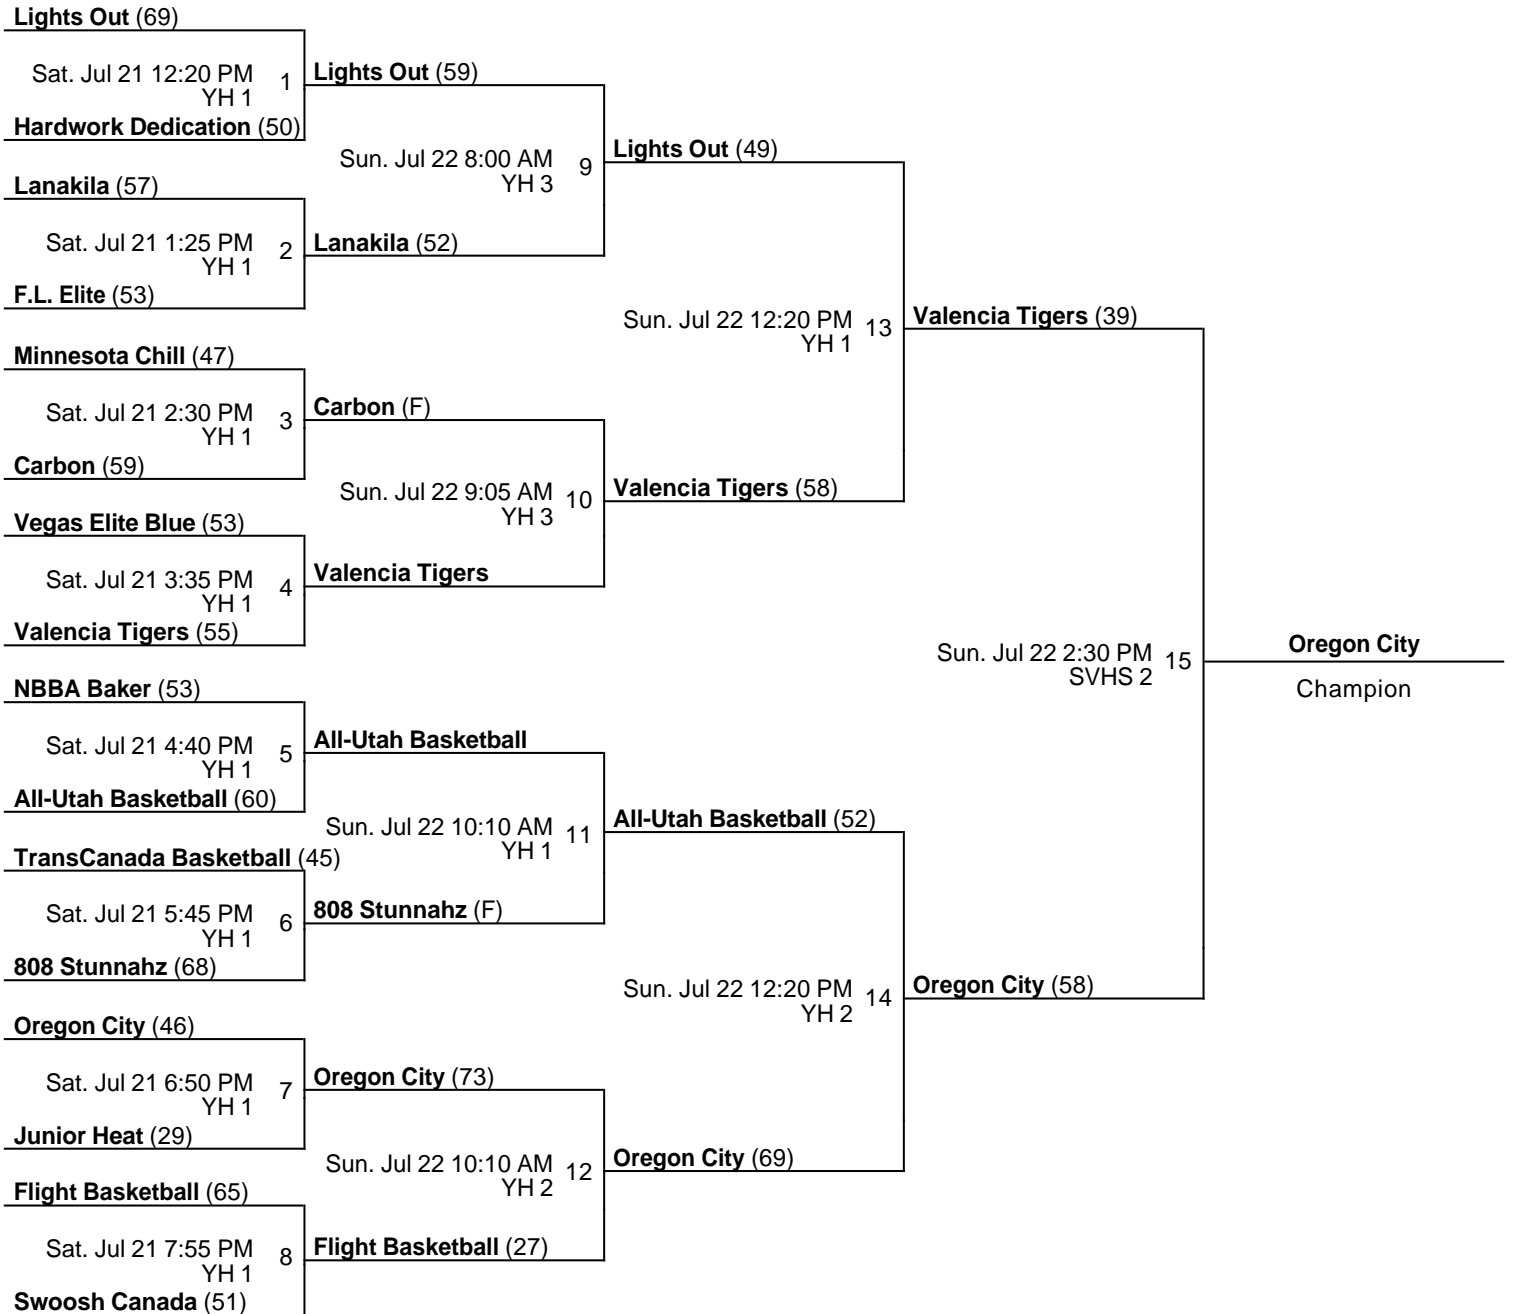 Lights Out (69)
Sat. Jul 21 12:20 PM 1
YH 1
Hardwork Dedication (50)
Lanakila (57)
Sat. Jul 21 1:25 PM 2
YH 1
F.L. Elite (53)
Minnesota Chill (47)
Sat. Jul 21 2:30 PM 3
YH 1
Carbon (59)
Vegas Elite Blue (53)
Sat. Jul 21 3:35 PM 4
YH 1
Valencia Tigers (55)
NBBA Baker (53)
Sat. Jul 21 4:40 PM 5
YH 1
All-Utah Basketball (60)
TransCanada Basketball (45)
Sat. Jul 21 5:45 PM 6
YH 1
808 Stunnahz (68)
Oregon City (46)
Sat. Jul 21 6:50 PM 7
YH 1
Junior Heat (29)
Flight Basketball (65)
Sat. Jul 21 7:55 PM 8
YH 1
Swoosh Canada (51)
Lights Out (59)
Sun. Jul 22 8:00 AM 9
YH 3
Lanakila (52)
Carbon (F)
Sun. Jul 22 9:05 AM 10
YH 3
Valencia Tigers
All-Utah Basketball
Sun. Jul 22 10:10 AM 11
YH 1
808 Stunnahz (F)
Oregon City (73)
Sun. Jul 22 10:10 AM 12
YH 2
Flight Basketball (27)
Lights Out (49)
Sun. Jul 22 12:20 PM 13
YH 1
Valencia Tigers (58)
All-Utah Basketball (52)
Sun. Jul 22 12:20 PM 14
YH 2
Oregon City (69)
Valencia Tigers (39)
Sun. Jul 22 2:30 PM 15
SVHS 2
Oregon City (58)
Oregon City
Champion